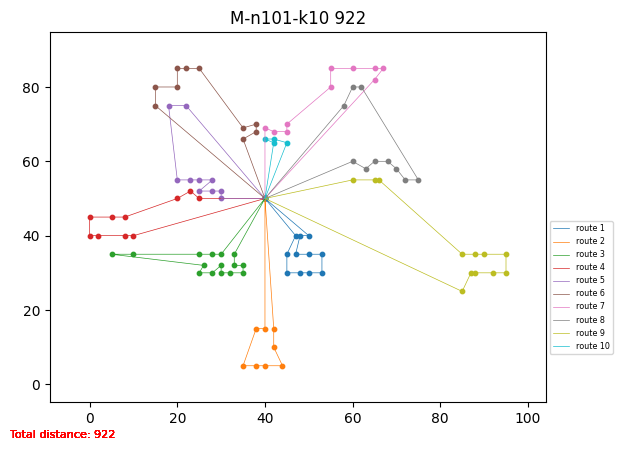 M-n101-k10 922
80
60
40
20
0
0 20 40 60 80 100
route 1
route 2
route 3
route 4
route 5
route 6
route 7
route 8
route 9
route 10
Total distance: 922